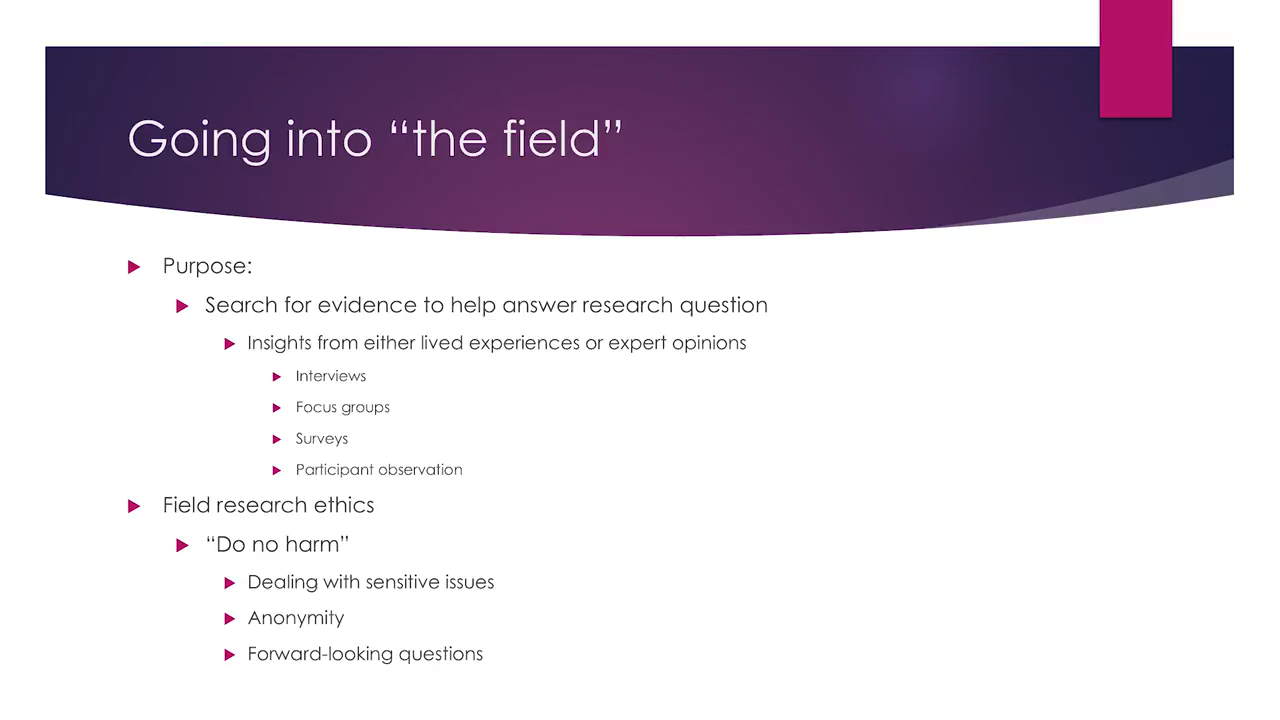 Going into “the field”
Purpose:
Search for evidence to help answer research question
Insights from either lived experiences or expert opinions
Interviews
Focus groups
Surveys
Participant observation
Field research ethics
“Do no harm”
Dealing with sensitive issues
Anonymity
Forward-looking questions